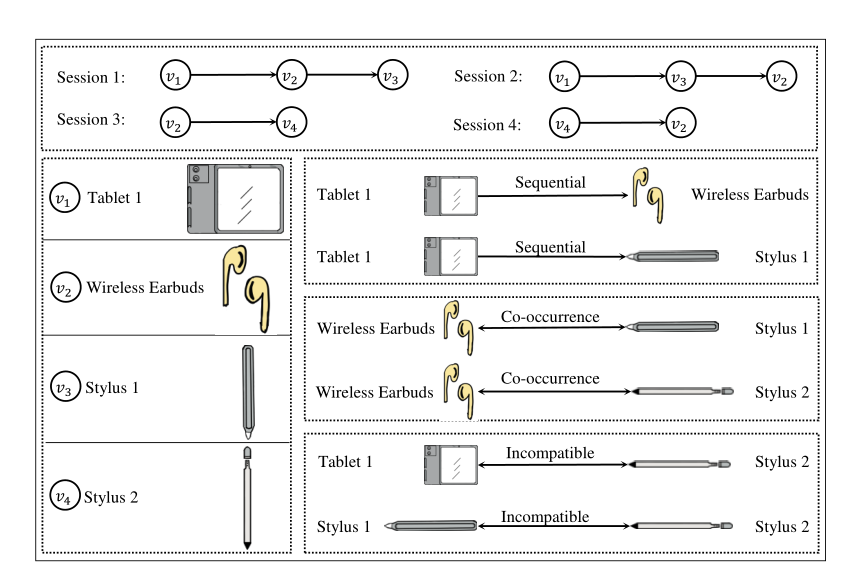 Session 1: v₁ v₂ v₃
Session 2: v₁ v₃ v₂
Session 3: v₂ v₄
Session 4: v₄ v₂
v₁ Tablet 1
v₂ Wireless Earbuds
v₃ Stylus 1
v₄ Stylus 2
Tablet 1 Sequential Wireless Earbuds
Tablet 1 Sequential Stylus 1
Wireless Earbuds Co-occurrence Stylus 1
Wireless Earbuds Co-occurrence Stylus 2
Tablet 1 Incompatible Stylus 2
Stylus 1 Incompatible Stylus 2